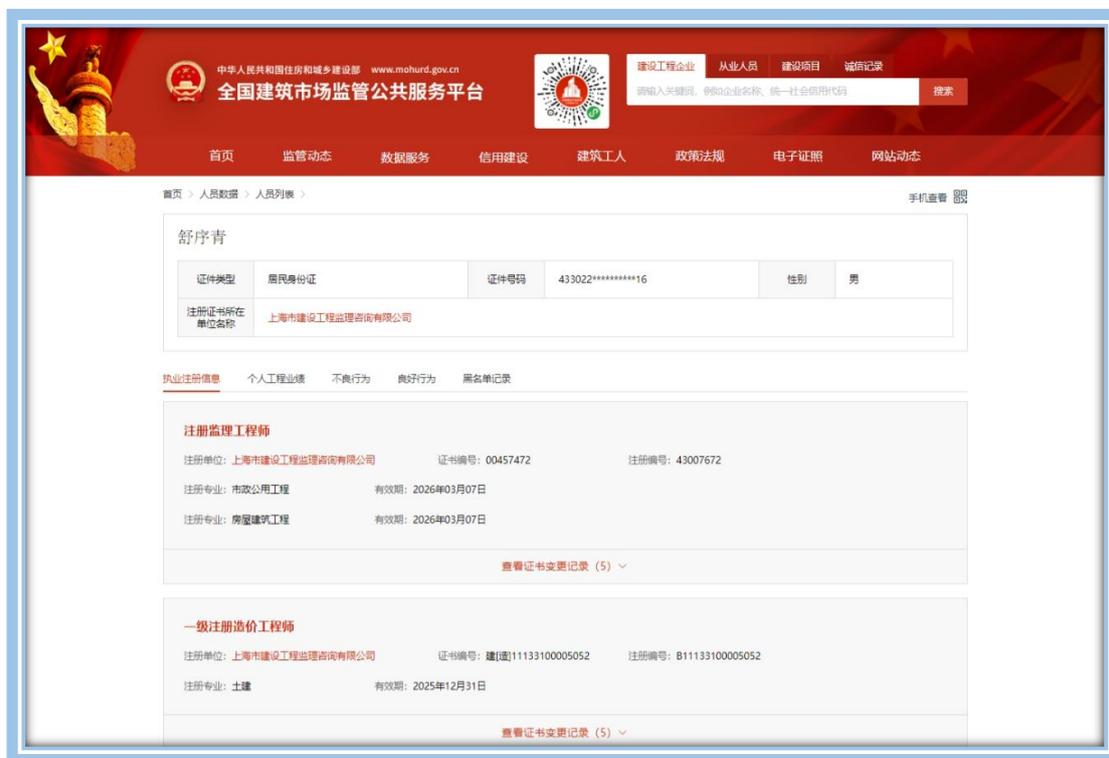 中华人民共和国住房和城乡建设部 www.mohurd.gov.cn
全国建筑市场监管公共服务平台
建设工程企业 从业人员 建设项目 诚信记录
请输入关键词，例如企业名称、统一社会信用代码 搜索
首页 监管动态 数据服务 信用建设 建筑工人 政策法规 电子证照 网站动态
首页 > 人员数据 > 人员列表 >
手机查看
舒序青
证件类型 居民身份证 证件号码 433022**********16 性别 男
注册证书所在
单位名称
上海市建设工程监理咨询有限公司
执业注册信息 个人工程业绩 不良行为 良好行为 黑名单记录
注册监理工程师
注册单位：上海市建设工程监理咨询有限公司 证书编号：00457472 注册编号：43007672
注册专业：市政公用工程 有效期：2026年03月07日
注册专业：房屋建筑工程 有效期：2026年03月07日
查看证书变更记录（5）
一级注册造价工程师
注册单位：上海市建设工程监理咨询有限公司 证书编号：建[造]11133100005052 注册编号：B11133100005052
注册专业：土建 有效期：2025年12月31日
查看证书变更记录（5）